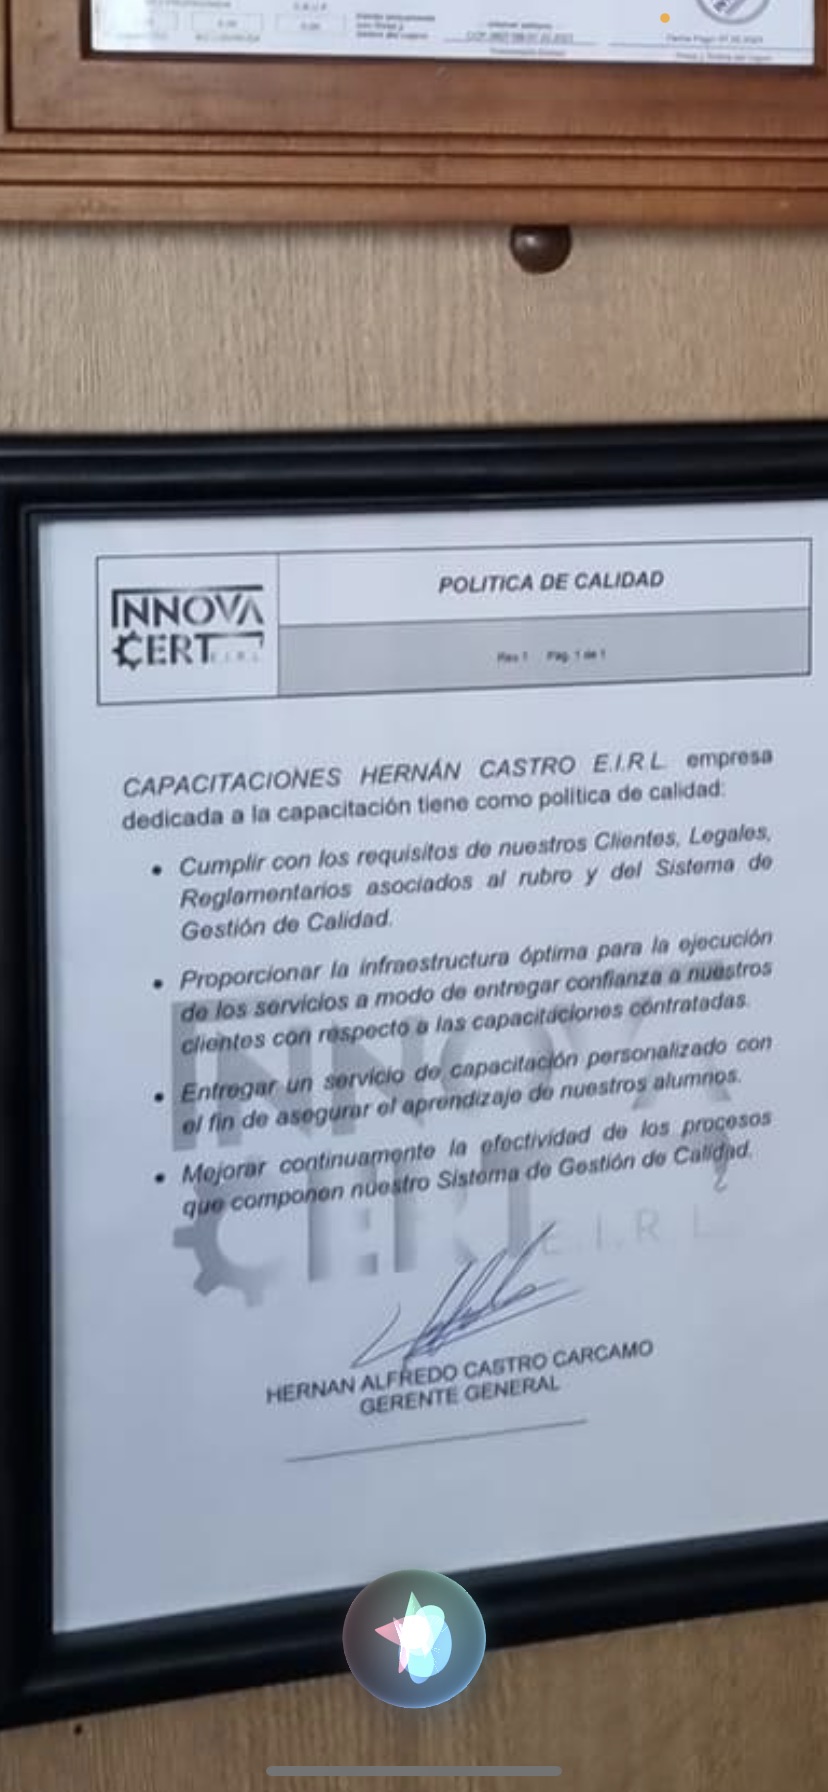 INNOVA
CERT E.I.R.L
POLITICA DE CALIDAD
Rev 1 Pág. 1 de 1
CAPACITACIONES HERNÁN CASTRO E.I.R.L. empresa
dedicada a la capacitación tiene como política de calidad:
• Cumplir con los requisitos de nuestros Clientes, Legales,
Reglamentarios asociados al rubro y del Sistema de
Gestión de Calidad.
• Proporcionar la infraestructura óptima para la ejecución
de los servicios a modo de entregar confianza a nuestros
clientes con respecto a las capacitaciones contratadas.
• Entregar un servicio de capacitación personalizado con
el fin de asegurar el aprendizaje de nuestros alumnos.
• Mejorar continuamente la efectividad de los procesos
que componen nuestro Sistema de Gestión de Calidad.
INNOVA
CERT E.I.R.L
HERNAN ALFREDO CASTRO CARCAMO
GERENTE GENERAL